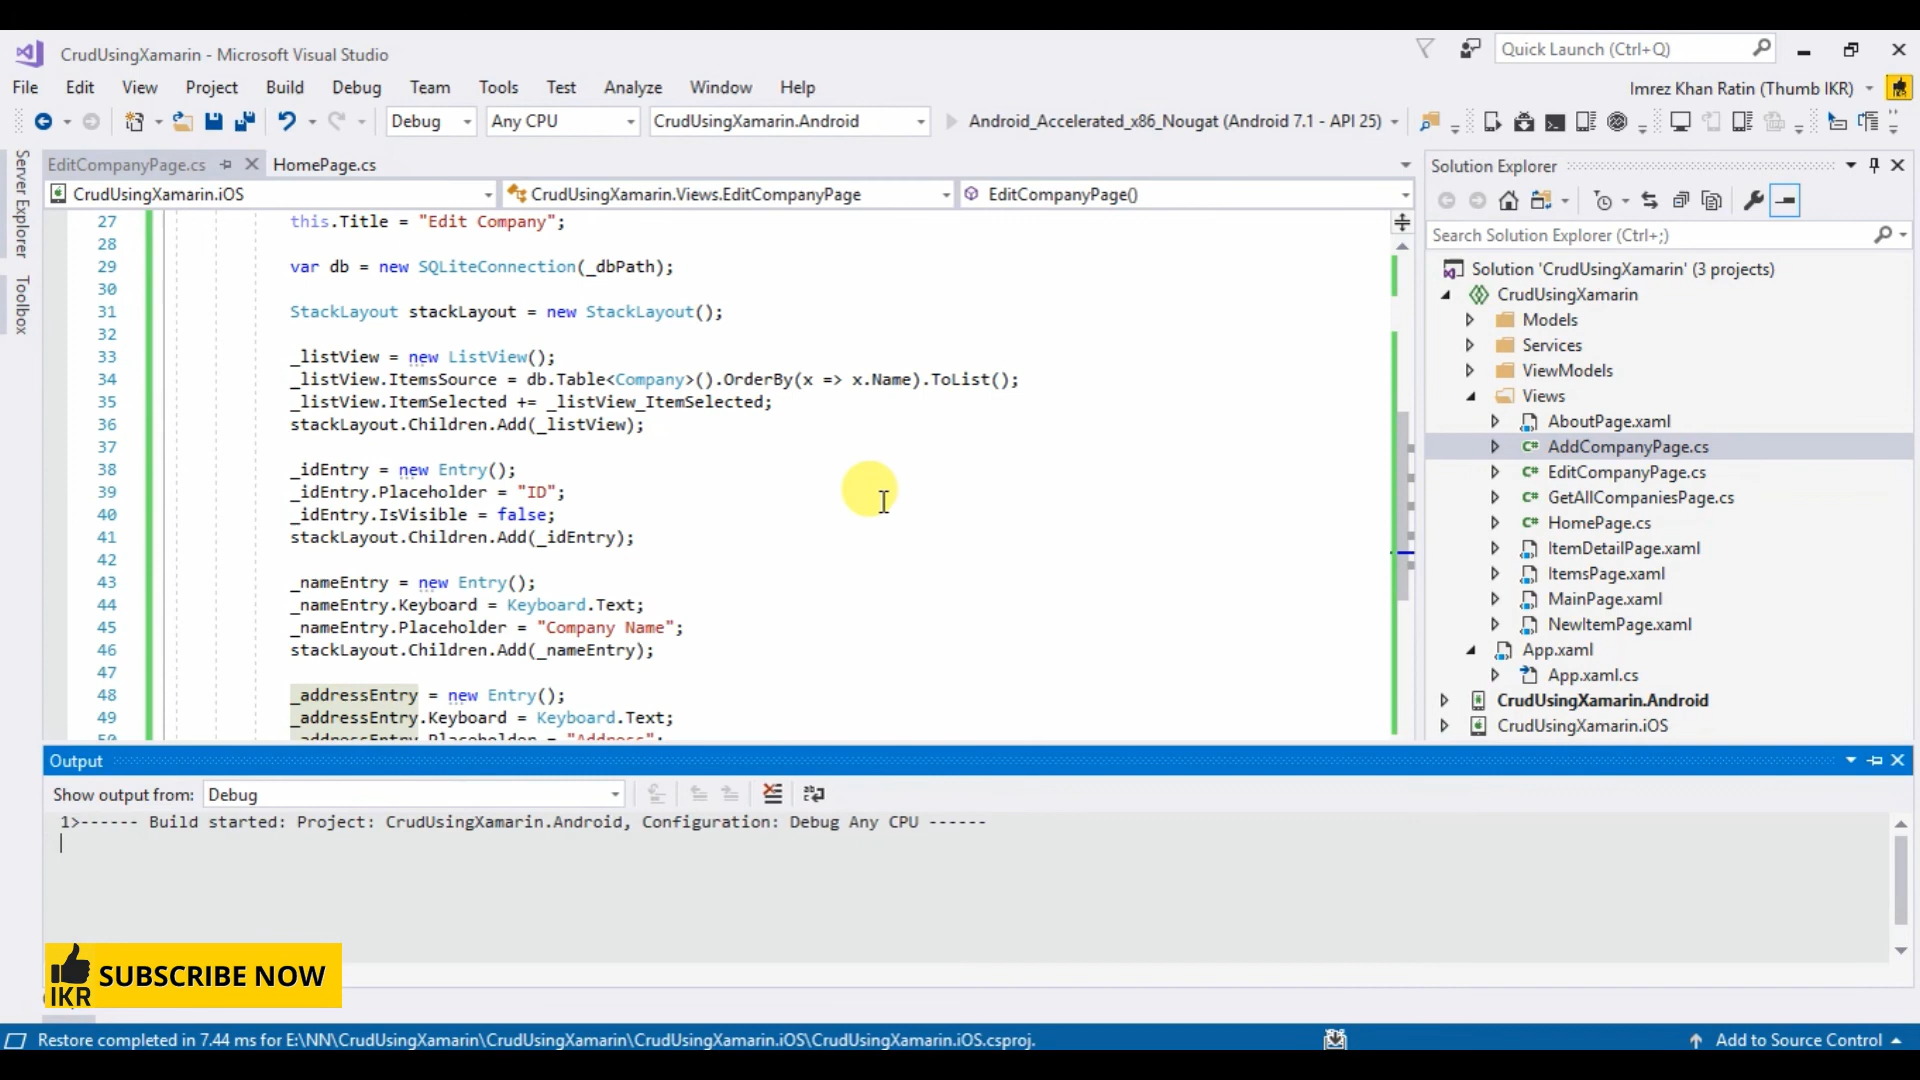 CrudUsingXamarin - Microsoft Visual Studio
Quick Launch (Ctrl+Q)
File Edit View Project Build Debug Team Tools Test Analyze Window Help
Imrez Khan Ratin (Thumb IKR)
Debug Any CPU CrudUsingXamarin.Android Android_Accelerated_x86_Nougat (Android 7.1 - API 25)
Server Explorer
Toolbox
EditCompanyPage.cs HomePage.cs
CrudUsingXamarin.iOS CrudUsingXamarin.Views.EditCompanyPage EditCompanyPage()
27 this.Title = "Edit Company";
28
29 var db = new SQLiteConnection(_dbPath);
30
31 StackLayout stackLayout = new StackLayout();
32
33 _listView = new ListView();
34 _listView.ItemsSource = db.Table<Company>().OrderBy(x => x.Name).ToList();
35 _listView.ItemSelected += _listView_ItemSelected;
36 stackLayout.Children.Add(_listView);
37
38 _idEntry = new Entry();
39 _idEntry.Placeholder = "ID";
40 _idEntry.IsVisible = false;
41 stackLayout.Children.Add(_idEntry);
42
43 _nameEntry = new Entry();
44 _nameEntry.Keyboard = Keyboard.Text;
45 _nameEntry.Placeholder = "Company Name";
46 stackLayout.Children.Add(_nameEntry);
47
48 _addressEntry = new Entry();
49 _addressEntry.Keyboard = Keyboard.Text;
50 _addressEntry.Placeholder = "Address";
Solution Explorer
Search Solution Explorer (Ctrl+;)
Solution 'CrudUsingXamarin' (3 projects)
CrudUsingXamarin
Models
Services
ViewModels
Views
AboutPage.xaml
C# AddCompanyPage.cs
C# EditCompanyPage.cs
C# GetAllCompaniesPage.cs
C# HomePage.cs
ItemDetailPage.xaml
ItemsPage.xaml
MainPage.xaml
NewItemPage.xaml
App.xaml
App.xaml.cs
CrudUsingXamarin.Android
CrudUsingXamarin.iOS
Output
Show output from: Debug
1>------ Build started: Project: CrudUsingXamarin.Android, Configuration: Debug Any CPU ------
SUBSCRIBE NOW
IKR
Restore completed in 7.44 ms for E:\NN\CrudUsingXamarin\CrudUsingXamarin\CrudUsingXamarin.iOS\CrudUsingXamarin.iOS.csproj.
Add to Source Control